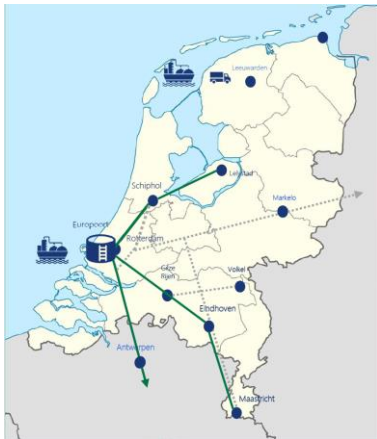 Leeuwarden
Lelystad
Schiphol
Markelo
Europoort
Rotterdam
Gilze
Rijen
Volkel
Eindhoven
Antwerpen
Maastricht